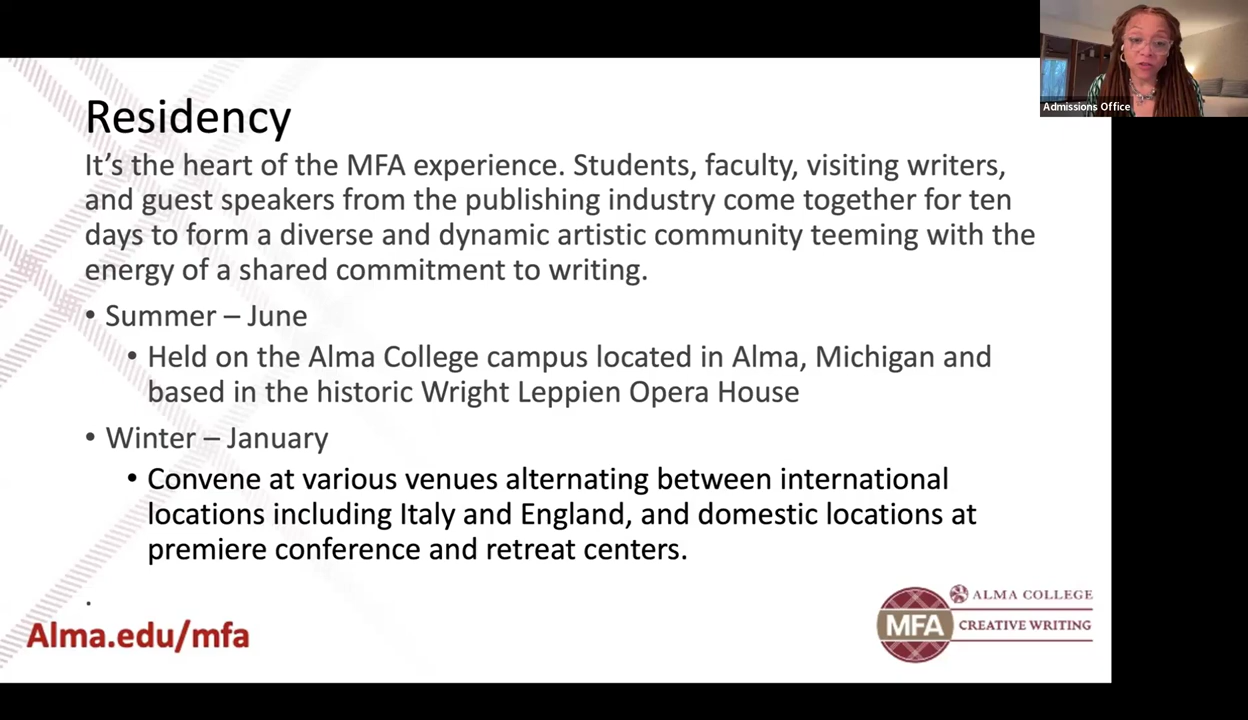 Admissions Office
Residency
It's the heart of the MFA experience. Students, faculty, visiting writers,
and guest speakers from the publishing industry come together for ten
days to form a diverse and dynamic artistic community teeming with the
energy of a shared commitment to writing.
• Summer – June
• Held on the Alma College campus located in Alma, Michigan and
based in the historic Wright Leppien Opera House
• Winter – January
• Convene at various venues alternating between international
locations including Italy and England, and domestic locations at
premiere conference and retreat centers.
.
Alma.edu/mfa
MFA
ALMA COLLEGE
CREATIVE WRITING